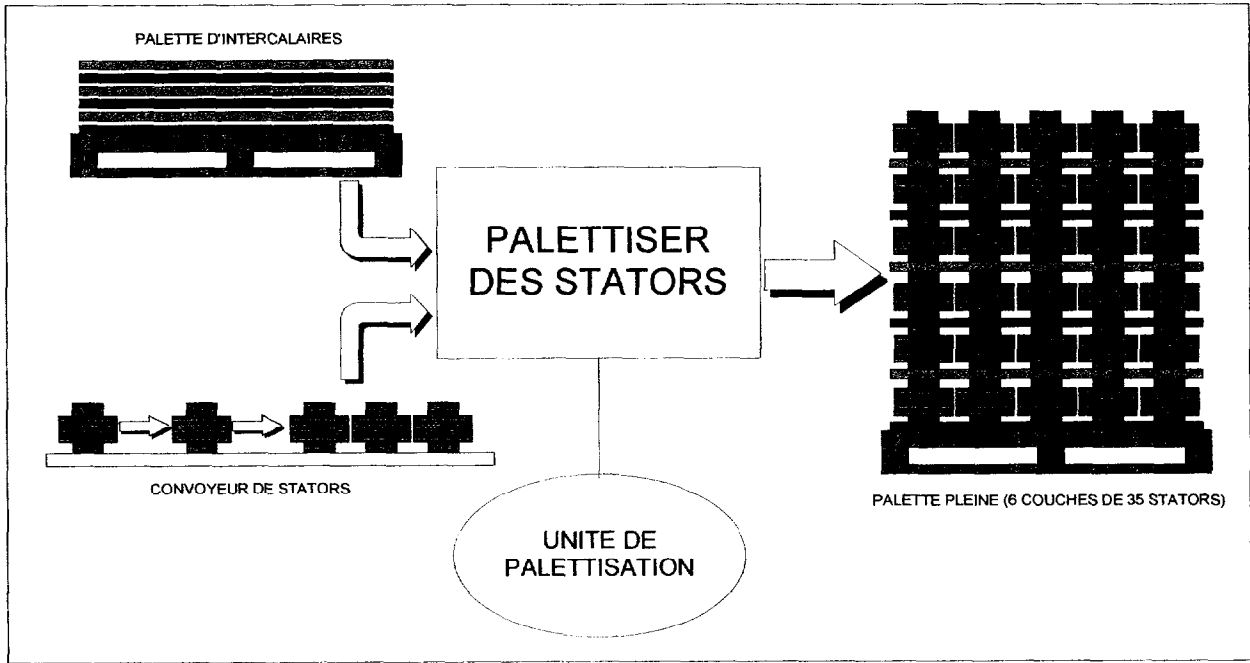 PALETTE D'INTERCALAIRES
PALETTISER
DES STATORS
CONVOYEUR DE STATORS
PALETTE PLEINE (6 COUCHES DE 35 STATORS)
UNITE DE
PALETTISATION